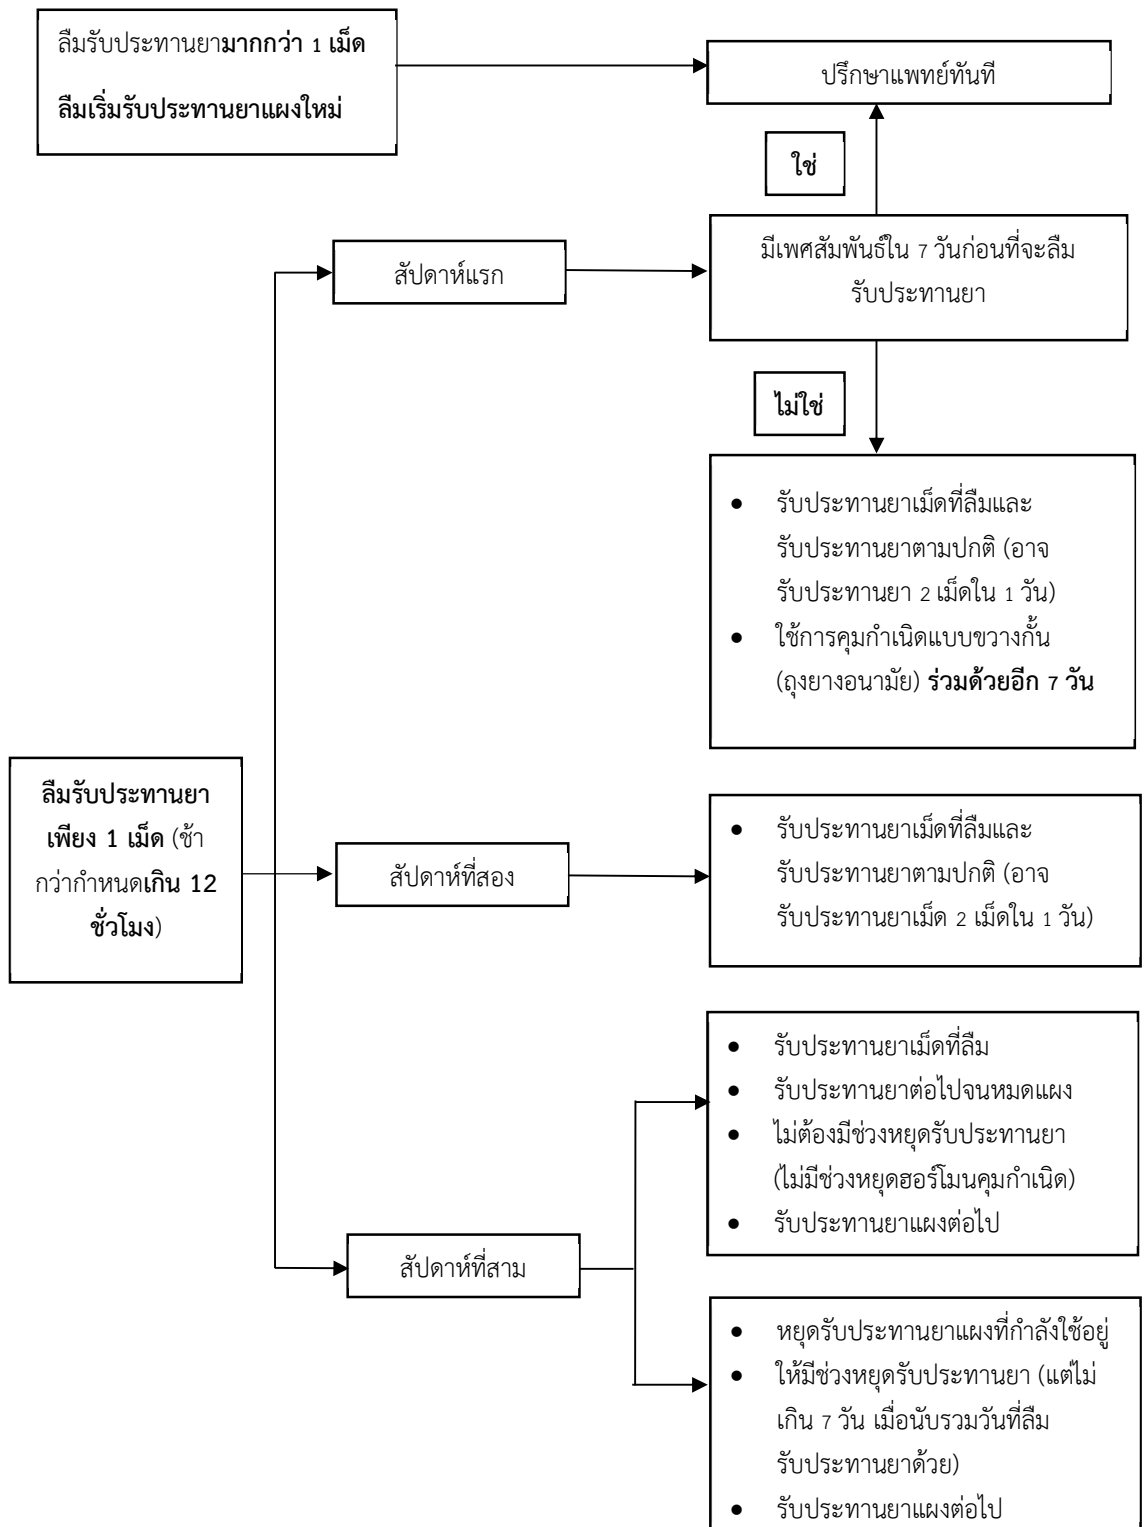 ลืมรับประทานยามากกว่า 1 เม็ด
ลืมเริ่มรับประทานยาแผงใหม่
ปรึกษาแพทย์ทันที
ใช่
สัปดาห์แรก
มีเพศสัมพันธ์ใน 7 วันก่อนที่จะลืม
รับประทานยา
ไม่ใช่
• รับประทานยาเม็ดที่ลืมและ
รับประทานยาตามปกติ (อาจ
รับประทานยา 2 เม็ดใน 1 วัน)
• ใช้การคุมกำเนิดแบบขวางกั้น
(ถุงยางอนามัย) ร่วมด้วยอีก 7 วัน
ลืมรับประทานยา
เพียง 1 เม็ด (ช้า
กว่ากำหนดเกิน 12
ชั่วโมง)
สัปดาห์ที่สอง
• รับประทานยาเม็ดที่ลืมและ
รับประทานยาตามปกติ (อาจ
รับประทานยาเม็ด 2 เม็ดใน 1 วัน)
สัปดาห์ที่สาม
• รับประทานยาเม็ดที่ลืม
• รับประทานยาต่อไปจนหมดแผง
• ไม่ต้องมีช่วงหยุดรับประทานยา
(ไม่มีช่วงหยุดฮอร์โมนคุมกำเนิด)
• รับประทานยาแผงต่อไป
• หยุดรับประทานยาแผงที่กำลังใช้อยู่
• ให้มีช่วงหยุดรับประทานยา (แต่ไม่
เกิน 7 วัน เมื่อนับรวมวันที่ลืม
รับประทานยาด้วย)
• รับประทานยาแผงต่อไป